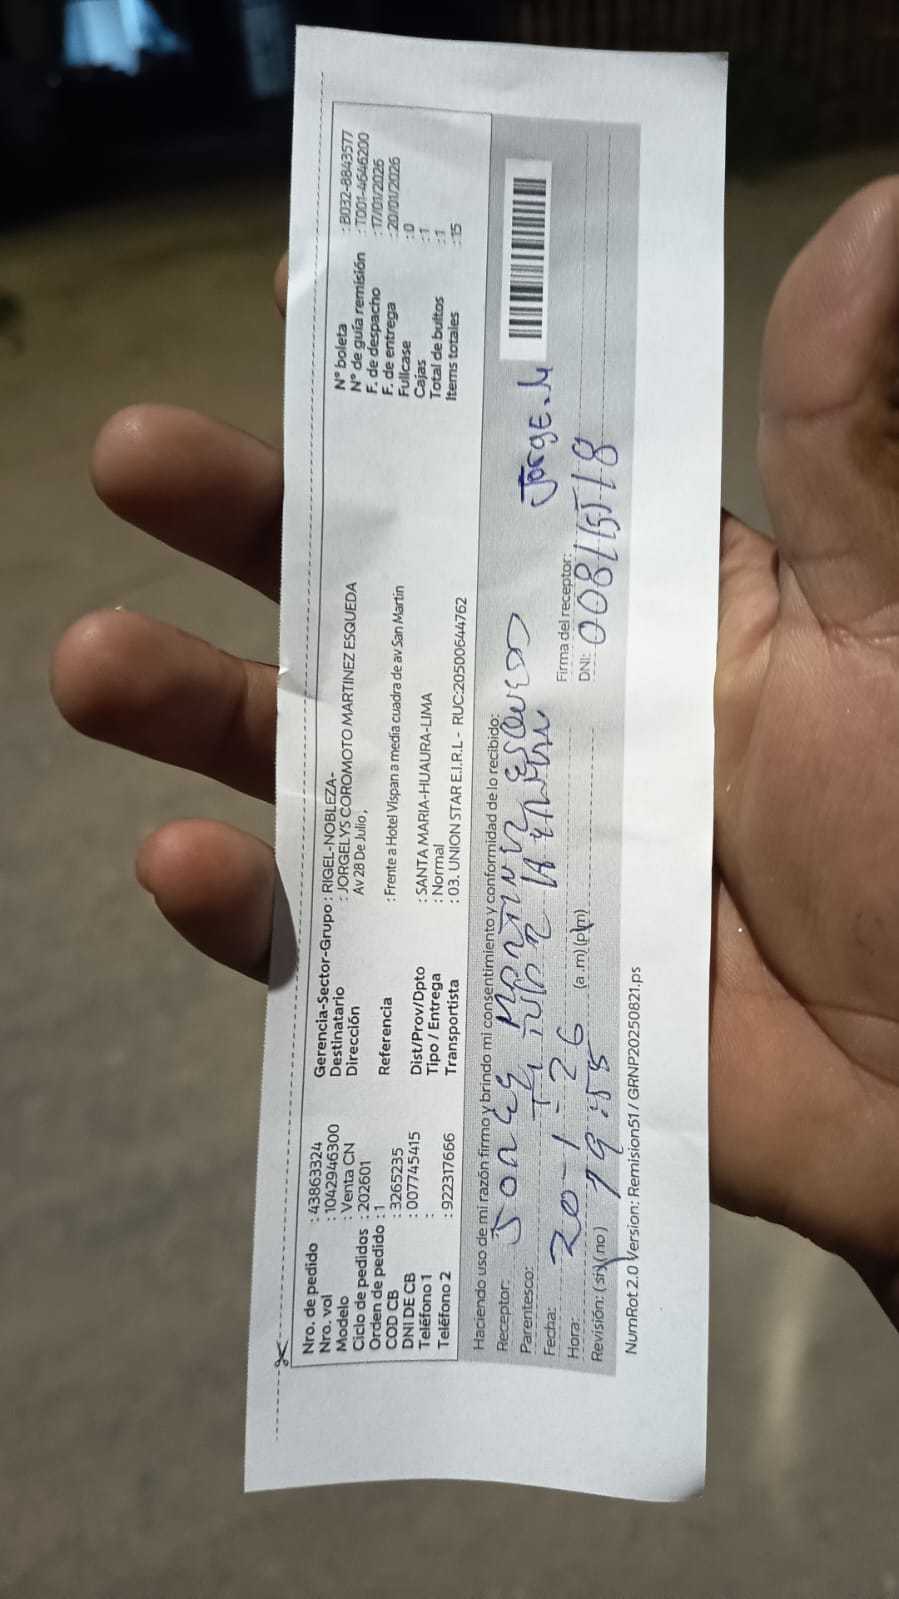 Nro. de pedido : 43863324
Nro. vol : 1042946300
Modelo : Venta CN
Ciclo de pedidos : 202601
Orden de pedido : 1
COD CB : 3265235
DNI DE CB : 007745415
Teléfono 1 :
Teléfono 2 : 922317666
Gerencia-Sector-Grupo : RIGEL-NOBLEZA-
Destinatario : JORGELYS COROMOTO MARTINEZ ESQUEDA
Dirección Av 28 De Julio ;
Referencia : Frente a Hotel Vispan a media cuadra de av San Martin
Dist/Prov/Dpto : SANTA MARIA-HUAURA-LIMA
Tipo / Entrega : Normal
Transportista : 03. UNION STAR E.I.R.L - RUC:20500644762
N° boleta : B032-8843577
N° de guía remisión : T001-4646200
F. de despacho : 17/01/2026
F. de entrega : 20/01/2026
Fullcase : 0
Cajas : 1
Total de bultos : 1
Items totales : 15
Haciendo uso de mi razón firmo y brindo mi consentimiento y conformidad de lo recibido:
Receptor:
Parentesco:
Fecha: 20-1-26
Hora: 19:55 (a .m) (p.m)
Revisión: ( si ) ( no )
Firma del receptor: Jorge.M
DNI:
NumRot 2.0 Version: Remision51 / GRNP20250821.ps